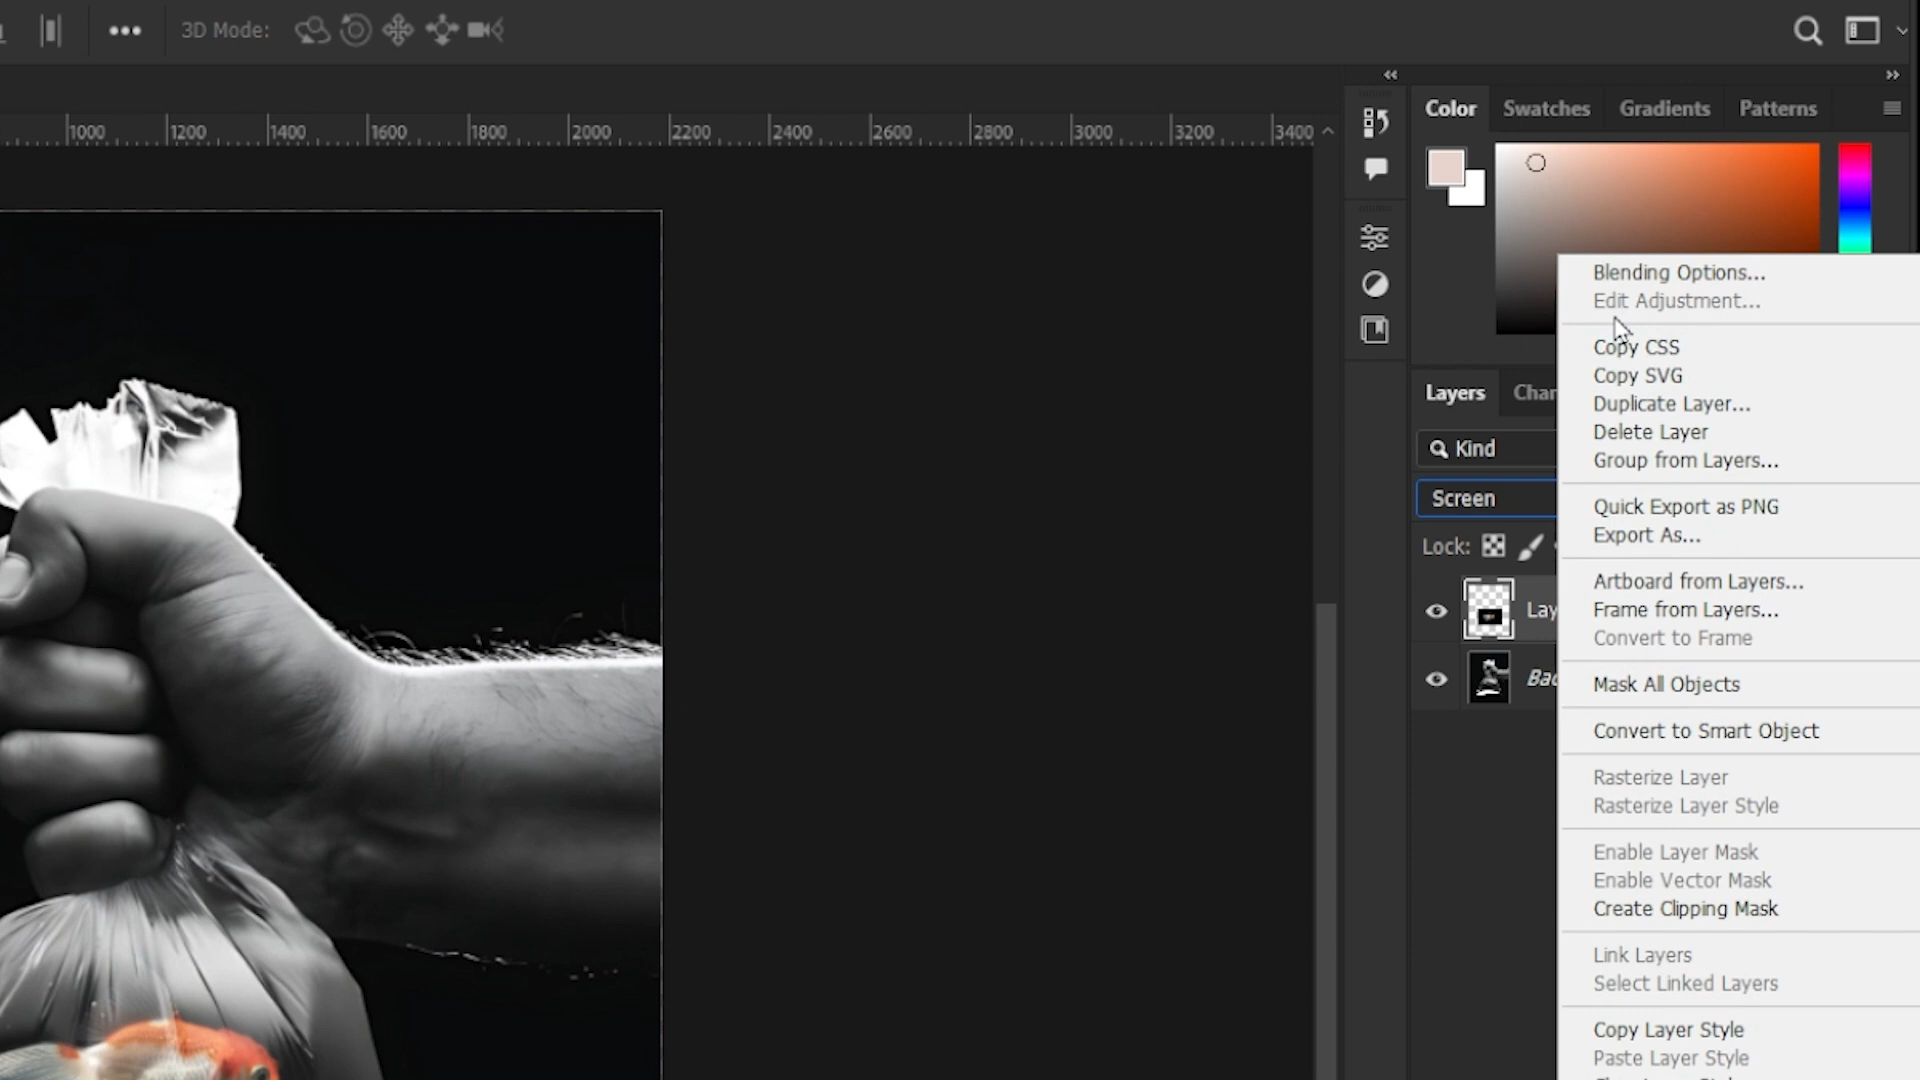 3D Mode:
1000 1200 1400 1600 1800 2000 2200 2400 2600 2800 3000 3200 3400
Color Swatches Gradients Patterns
Blending Options...
Edit Adjustment...
Copy CSS
Copy SVG
Duplicate Layer...
Delete Layer
Group from Layers...
Quick Export as PNG
Export As...
Artboard from Layers...
Frame from Layers...
Convert to Frame
Mask All Objects
Convert to Smart Object
Rasterize Layer
Rasterize Layer Style
Enable Layer Mask
Enable Vector Mask
Create Clipping Mask
Link Layers
Select Linked Layers
Copy Layer Style
Paste Layer Style
Layers Char
Kind
Screen
Lock:
Lay
Bac